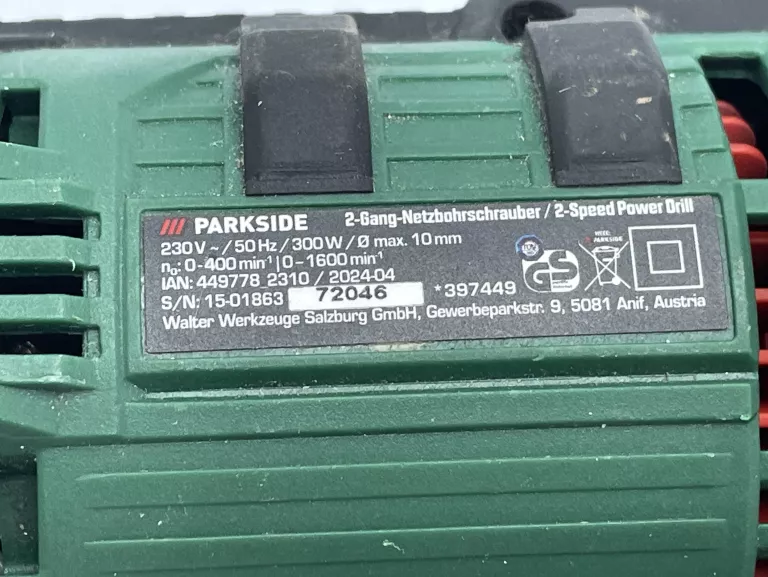 PARKSIDE 2-Gang-Netzbohrschrauber / 2-Speed Power Drill
230 V ~ / 50 Hz / 300 W / Ø max. 10 mm
n₀: 0-400 min⁻¹ | 0-1600 min⁻¹
IAN: 449778_2310 / 2024-04
S/N: 15-01863 72046 *397449
Walter Werkzeuge Salzburg GmbH, Gewerbeparkstr. 9, 5081 Anif, Austria
GS
PARKSIDE